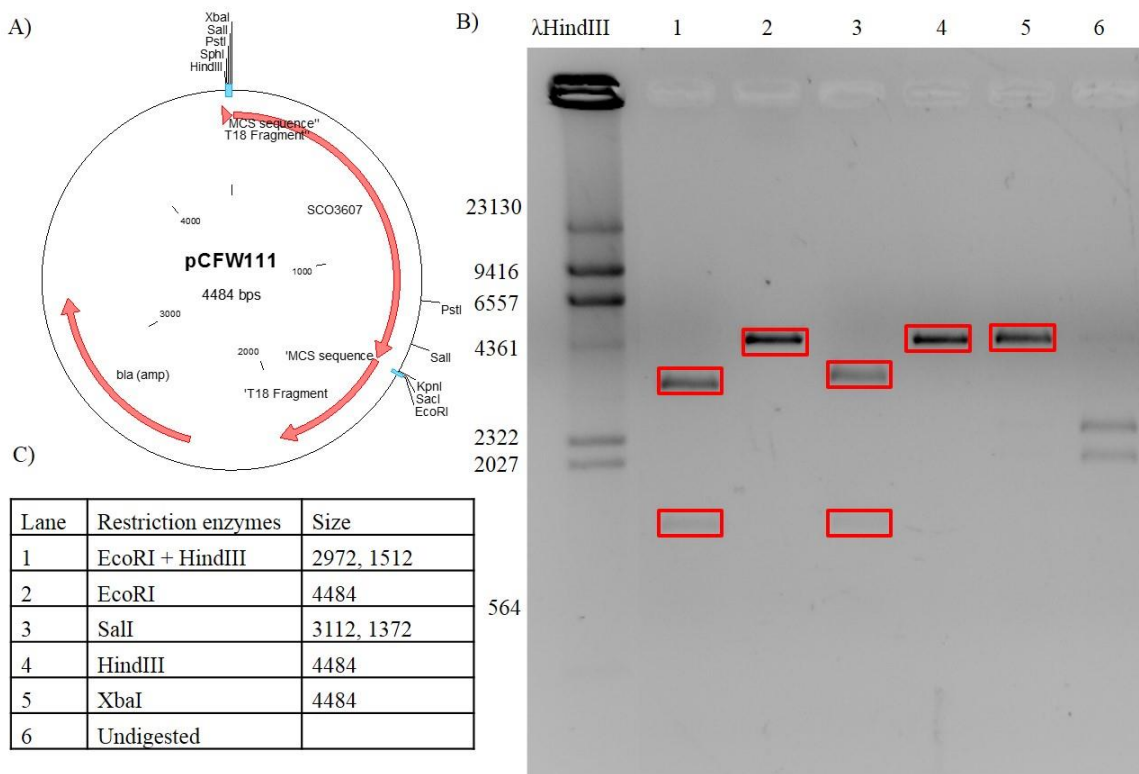 A)
XbaI
SalI
PstI
SphI
HindIII
MCS sequence"
T18 Fragment"
SCO3607
4000
pCFW111
1000
4484 bps
3000
2000
PstI
SalI
'MCS sequence
KpnI
SacI
EcoRI
'T18 Fragment
bla (amp)
B)
λHindIII 1 2 3 4 5 6
23130
9416
6557
4361
2322
2027
564
C)
Lane Restriction enzymes Size
1 EcoRI + HindIII 2972, 1512
2 EcoRI 4484
3 SalI 3112, 1372
4 HindIII 4484
5 XbaI 4484
6 Undigested